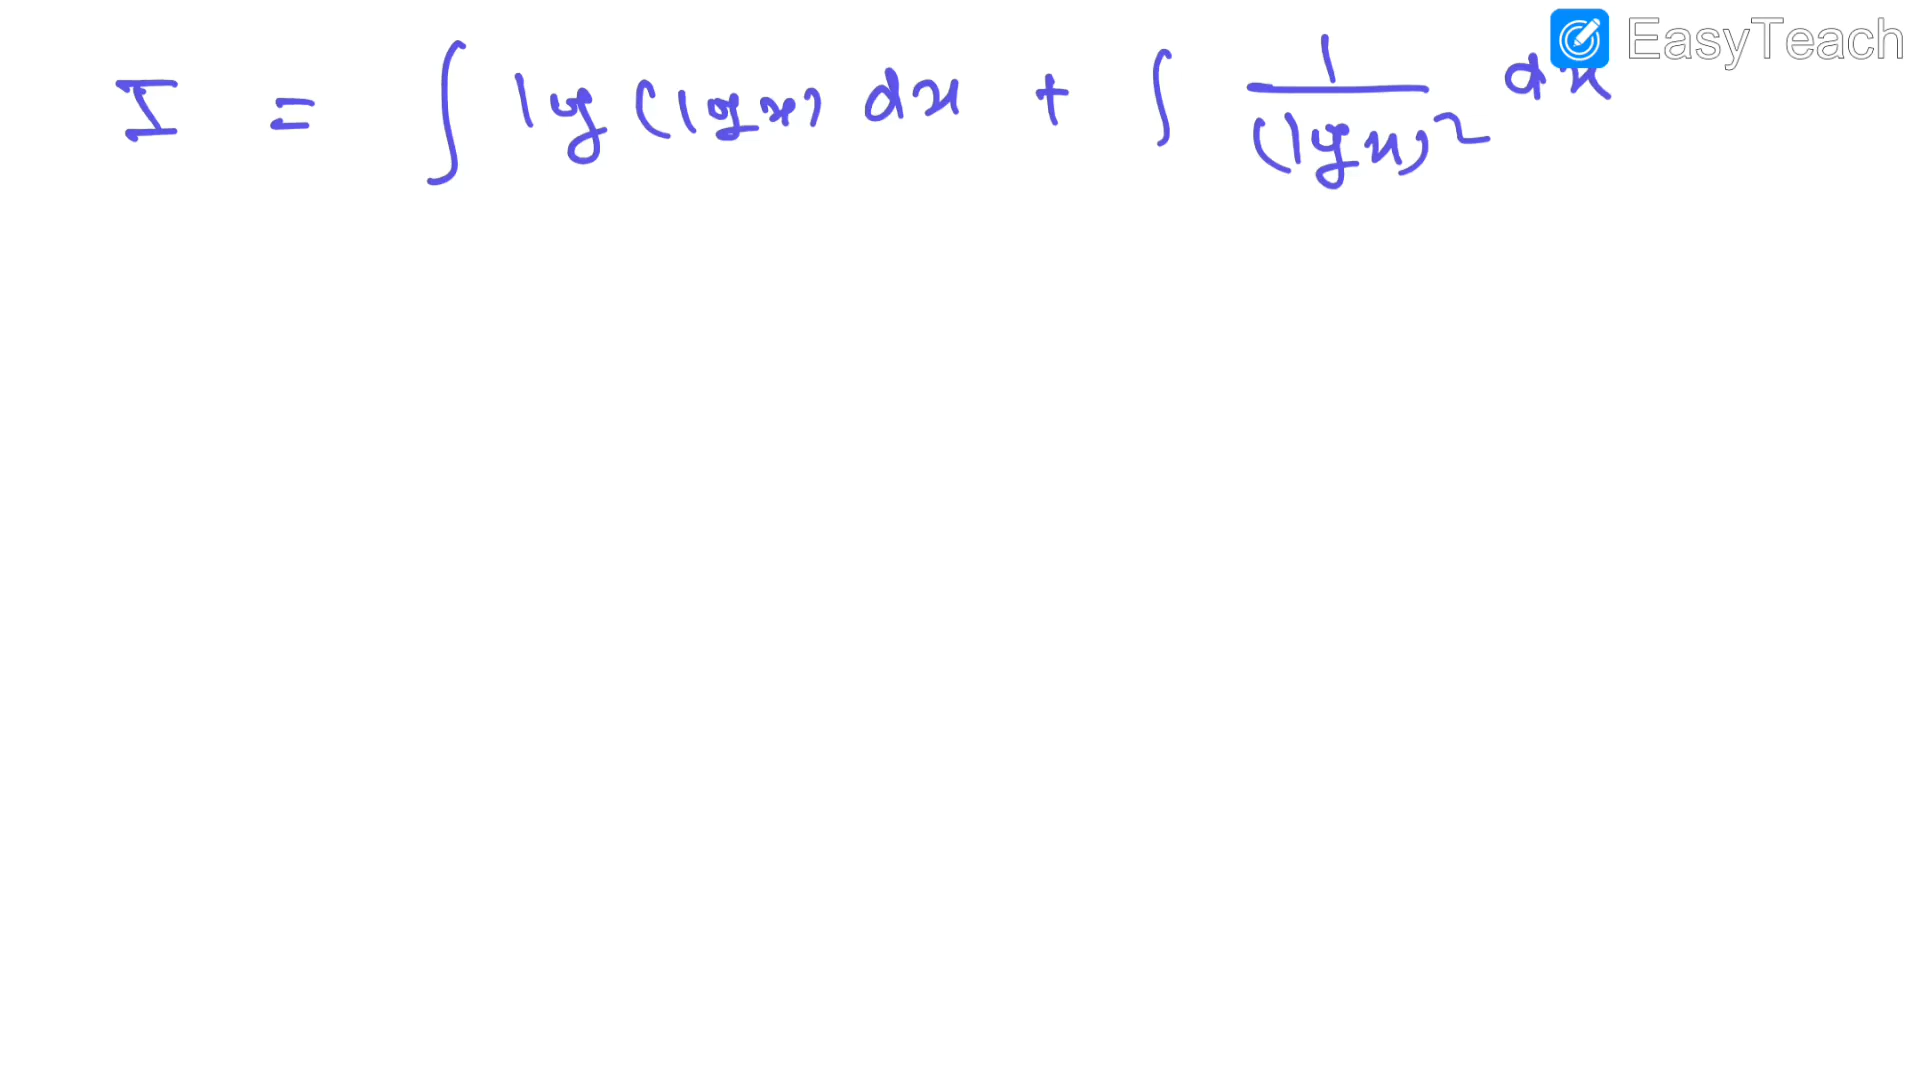 EasyTeach
I = ∫ log (log x) dx + ∫ 1/(log x)² dx